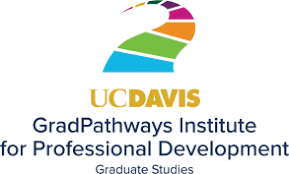 UCDAVIS
GradPathways Institute
for Professional Development
Graduate Studies